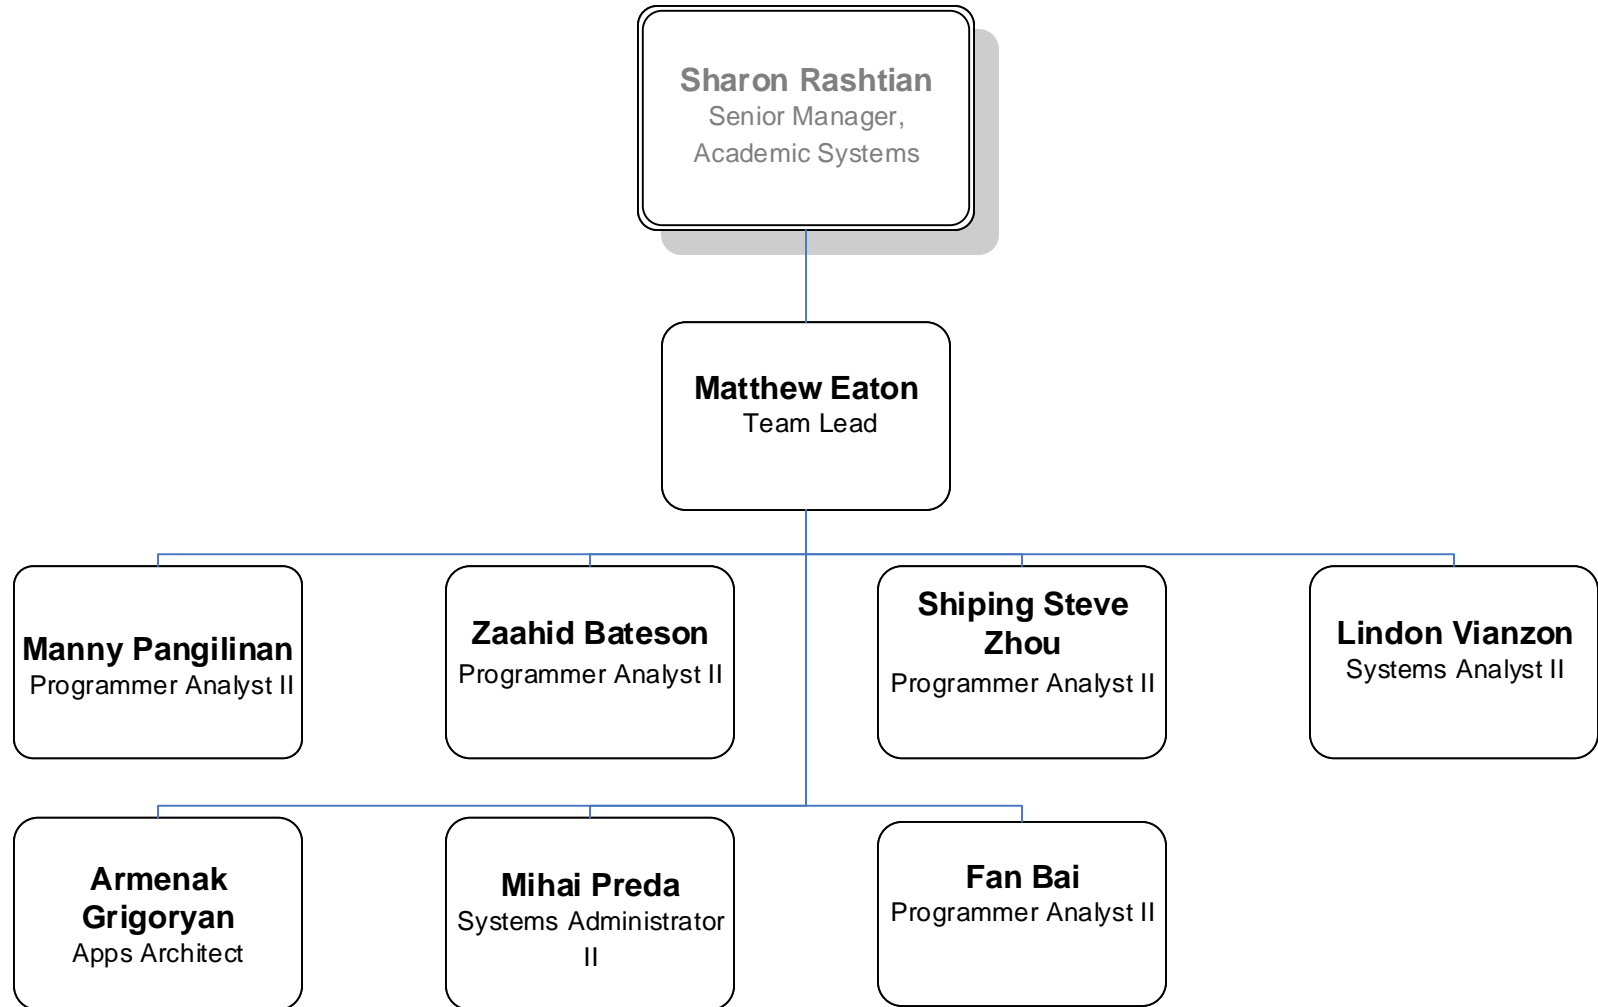 Sharon Rashtian
Senior Manager,
Academic Systems
Matthew Eaton
Team Lead
Manny Pangilinan
Programmer Analyst II
Zaahid Bateson
Programmer Analyst II
Shiping Steve
Zhou
Programmer Analyst II
Lindon Vianzon
Systems Analyst II
Armenak
Grigoryan
Apps Architect
Mihai Preda
Systems Administrator
II
Fan Bai
Programmer Analyst II